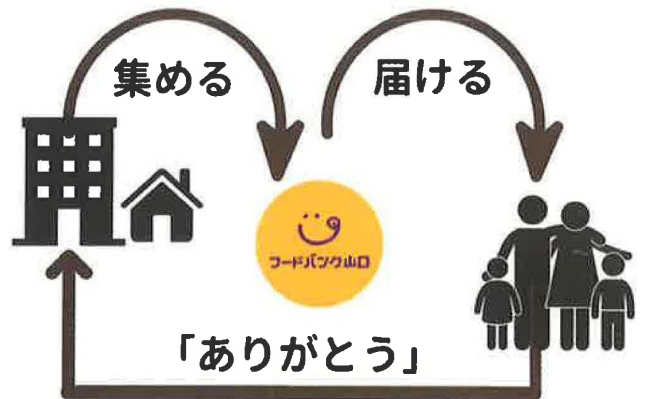 集める
届ける
フードバンク山口
「ありがとう」